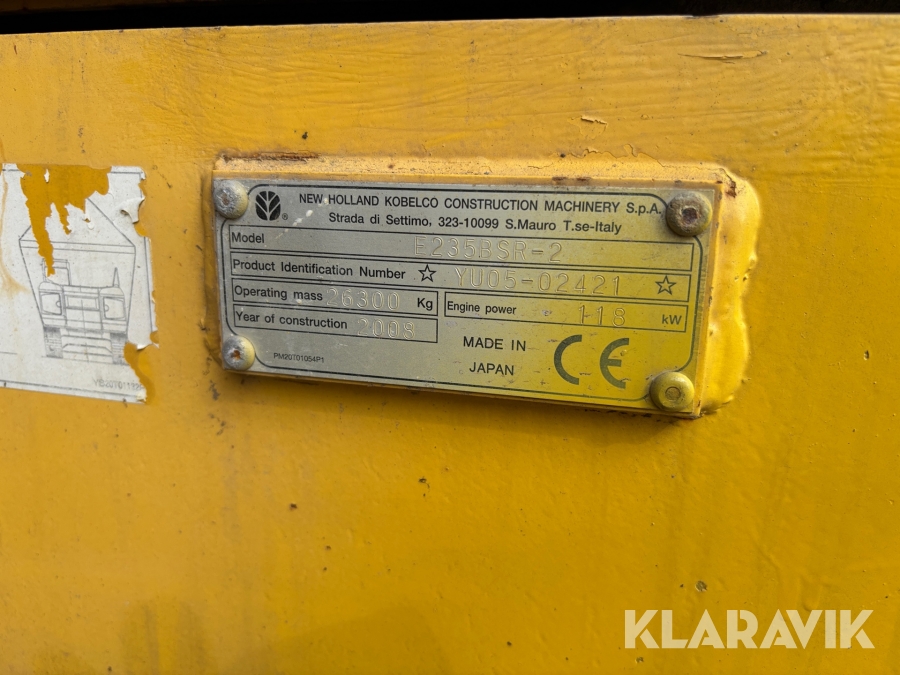 NEW HOLLAND KOBELCO CONSTRUCTION MACHINERY S.p.A.
Strada di Settimo, 323-10099 S.Mauro T.se-Italy
Model E235BSR-2
Product Identification Number ☆ YU05-02421 ☆
Operating mass 26300 Kg Engine power 118 kW
Year of construction 2008
MADE IN JAPAN
CE
PM20T01054P1
KLARAVIK